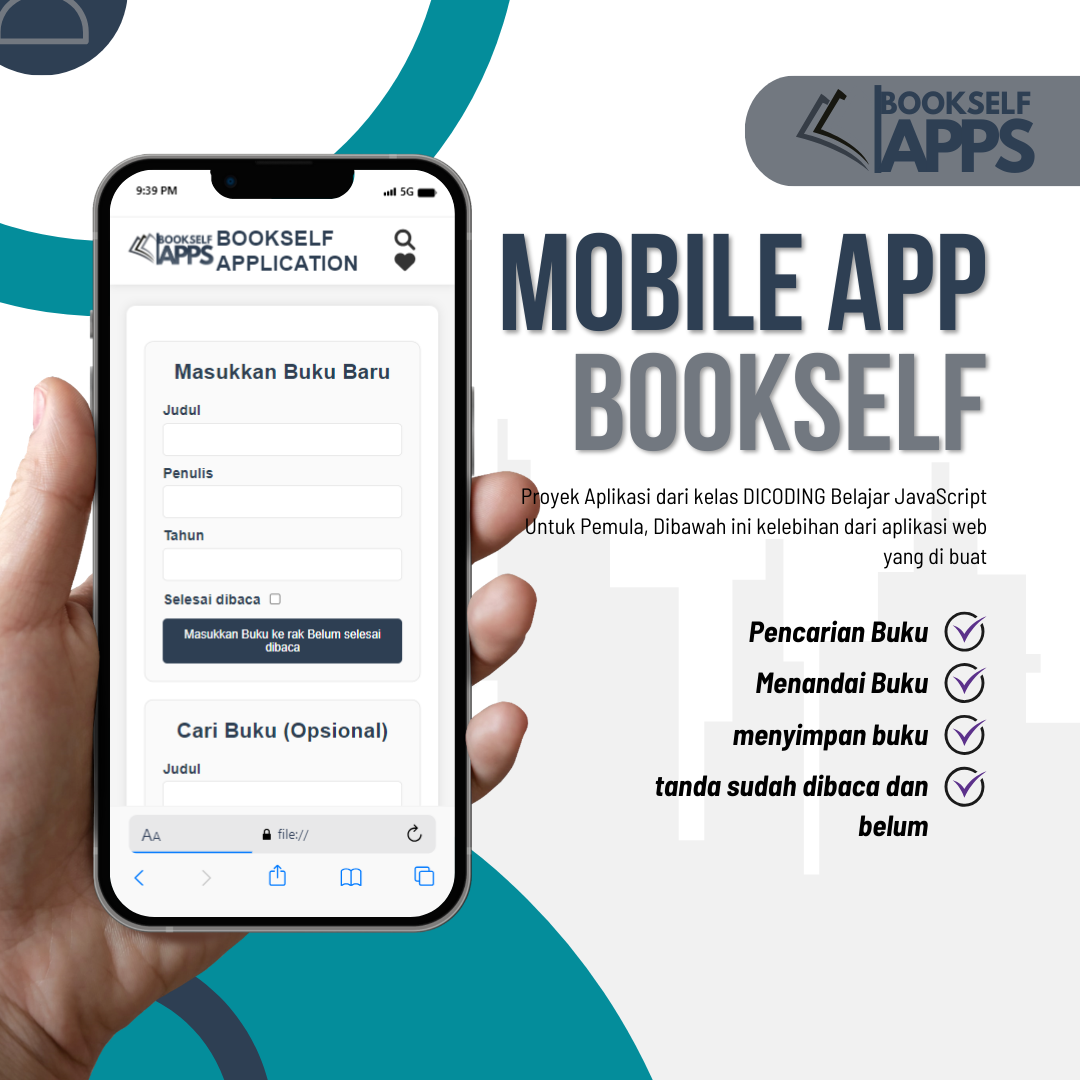 BOOKSELF
APPS
9:39 PM
5G
BOOKSELF
APPS
BOOKSELF
APPLICATION
Masukkan Buku Baru
Judul
Penulis
Tahun
Selesai dibaca
Masukkan Buku ke rak Belum selesai
dibaca
Cari Buku (Opsional)
Judul
AA
file://
MOBILE APP
BOOKSELF
Proyek Aplikasi dari kelas DICODING Belajar JavaScript
Untuk Pemula, Dibawah ini kelebihan dari aplikasi web
yang di buat
Pencarian Buku
Menandai Buku
menyimpan buku
tanda sudah dibaca dan
belum